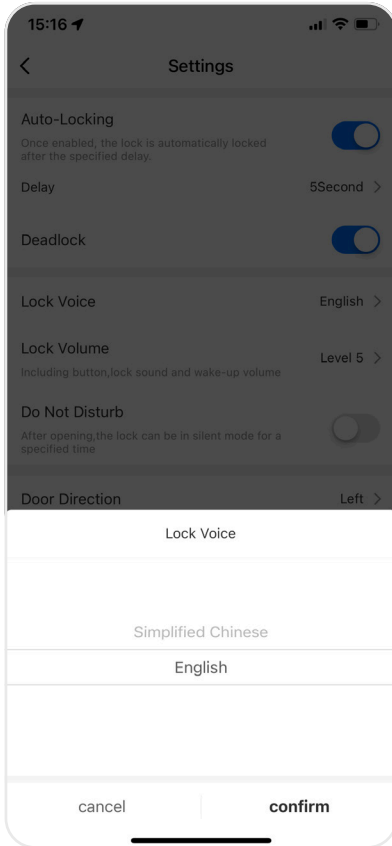 15:16
Settings
Auto-Locking
Once enabled, the lock is automatically locked
after the specified delay.
Delay 5Second >
Deadlock
Lock Voice English >
Lock Volume Level 5 >
Including button,lock sound and wake-up volume
Do Not Disturb
After opening,the lock can be in silent mode for a
specified time
Door Direction Left >
Lock Voice
Simplified Chinese
English
cancel confirm